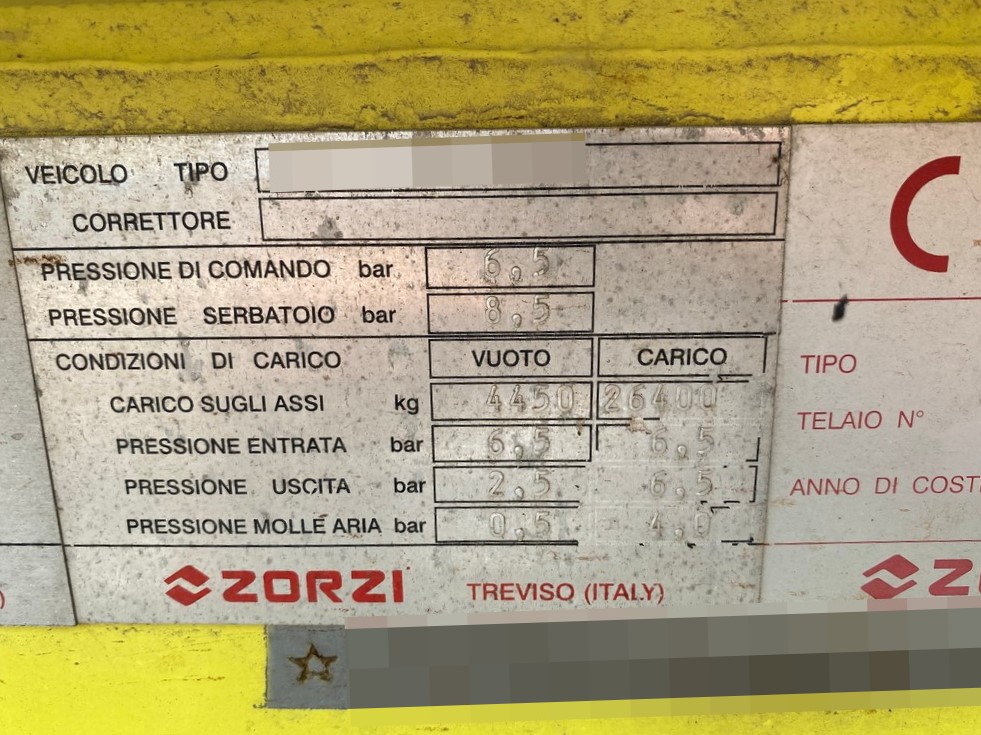 VEICOLO TIPO
CORRETTORE
PRESSIONE DI COMANDO bar 6,5
PRESSIONE SERBATOIO bar 8,5
CONDIZIONI DI CARICO VUOTO CARICO
CARICO SUGLI ASSI kg 4450 26400
PRESSIONE ENTRATA bar 6,5 6,5
PRESSIONE USCITA bar 2,5 6,5
PRESSIONE MOLLE ARIA bar 0,5 4,0
ZORZI TREVISO (ITALY)
TIPO
TELAIO N°
ANNO DI COST